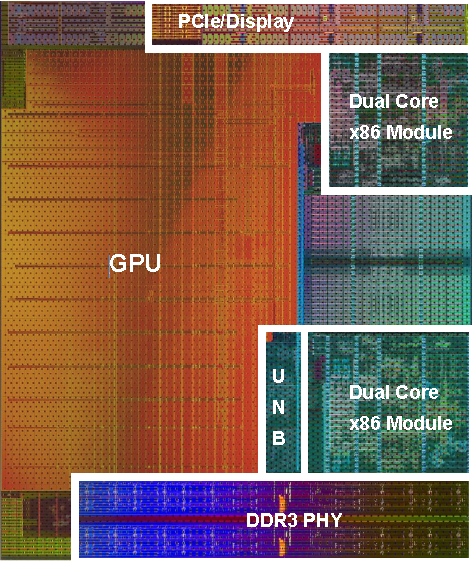 PCIe/Display
Dual Core
x86 Module
GPU
U
N
B
Dual Core
x86 Module
DDR3 PHY